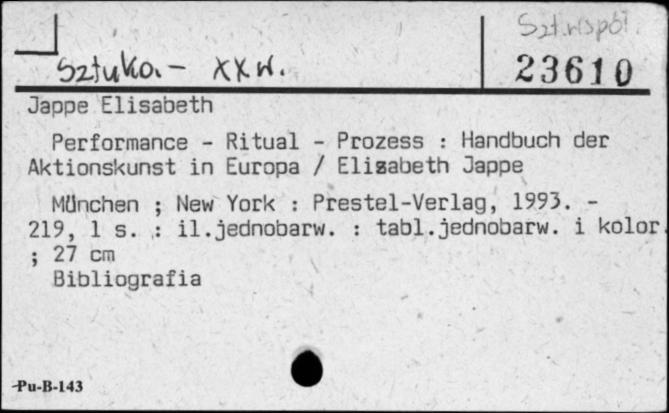 Szt.współ.
Sztuka - XX w.
23610
Jappe Elisabeth
Performance - Ritual - Prozess : Handbuch der
Aktionskunst in Europa / Elisabeth Jappe
München ; New York : Prestel-Verlag, 1993. -
219, 1 s. : il.jednobarw. : tabl.jednobarw. i kolor.
; 27 cm
Bibliografia
Pu-B-143